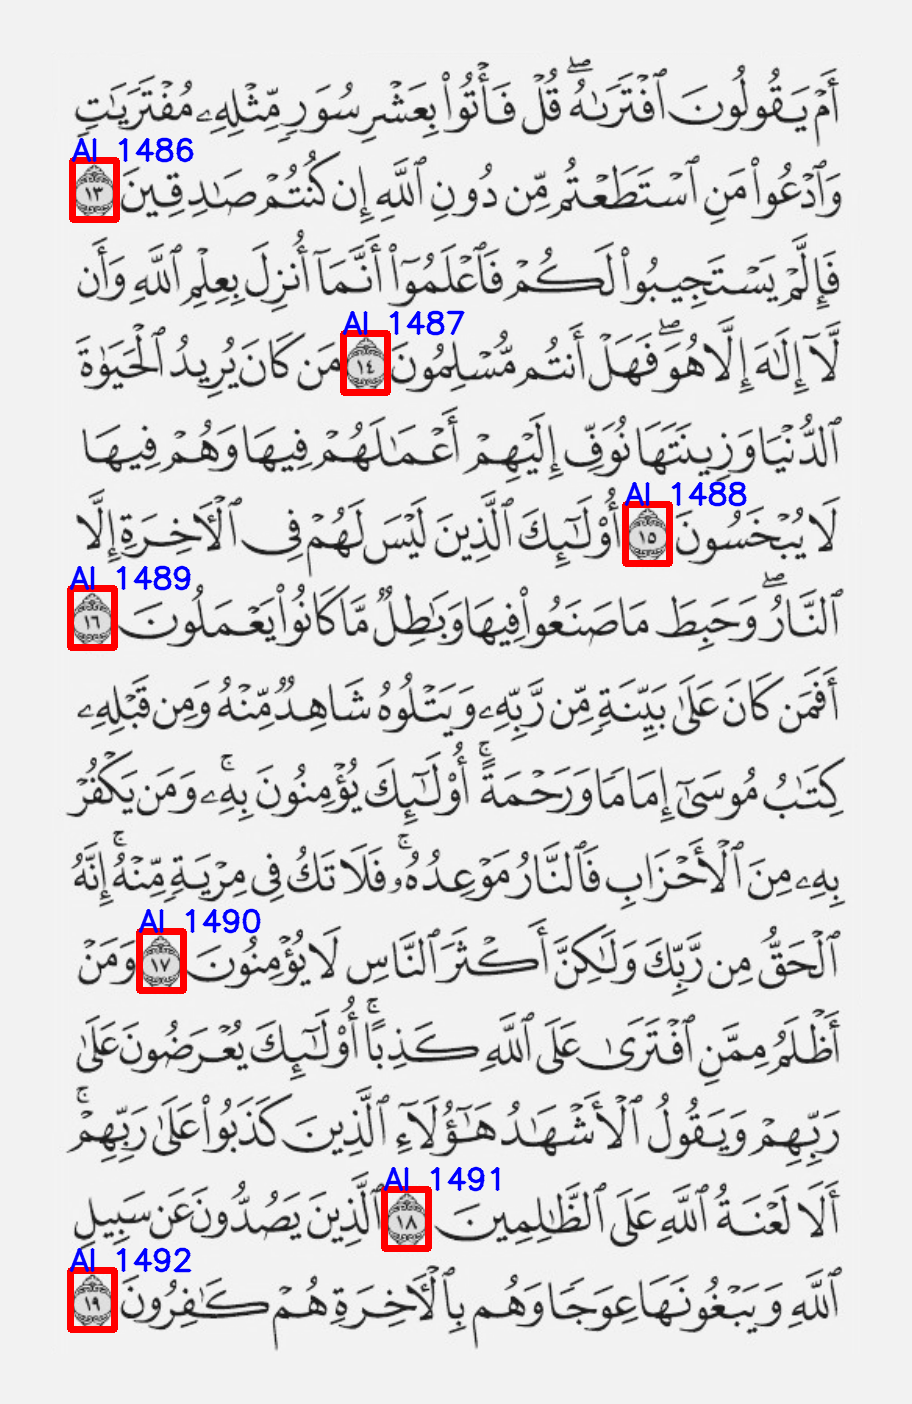 أَمْ يَقُولُونَ ٱفْتَرَىٰهُ ۖ قُلْ فَأْتُوا۟ بِعَشْرِ سُوَرٍ مِّثْلِهِۦ مُفْتَرَيَـٰتٍ
AI 1486
وَٱدْعُوا۟ مَنِ ٱسْتَطَعْتُم مِّن دُونِ ٱللَّهِ إِن كُنتُمْ صَـٰدِقِينَ ١٣
فَإِلَّمْ يَسْتَجِيبُوا۟ لَكُمْ فَٱعْلَمُوٓا۟ أَنَّمَآ أُنزِلَ بِعِلْمِ ٱللَّهِ وَأَن
AI 1487
لَّآ إِلَـٰهَ إِلَّا هُوَ ۖ فَهَلْ أَنتُم مُّسْلِمُونَ ١٤ مَن كَانَ يُرِيدُ ٱلْحَيَوٰةَ
ٱلدُّنْيَا وَزِينَتَهَا نُوَفِّ إِلَيْهِمْ أَعْمَـٰلَهُمْ فِيهَا وَهُمْ فِيهَا
AI 1488
لَا يُبْخَسُونَ ١٥ أُو۟لَـٰٓئِكَ ٱلَّذِينَ لَيْسَ لَهُمْ فِى ٱلْـَٔاخِرَةِ إِلَّا
AI 1489
ٱلنَّارُ ۖ وَحَبِطَ مَا صَنَعُوا۟ فِيهَا وَبَـٰطِلٌ مَّا كَانُوا۟ يَعْمَلُونَ ١٦
أَفَمَن كَانَ عَلَىٰ بَيِّنَةٍ مِّن رَّبِّهِۦ وَيَتْلُوهُ شَاهِدٌ مِّنْهُ وَمِن قَبْلِهِۦ
كِتَـٰبُ مُوسَىٰٓ إِمَامًا وَرَحْمَةً ۚ أُو۟لَـٰٓئِكَ يُؤْمِنُونَ بِهِۦ ۚ وَمَن يَكْفُرْ
بِهِۦ مِنَ ٱلْأَحْزَابِ فَٱلنَّارُ مَوْعِدُهُۥ ۚ فَلَا تَكُ فِى مِرْيَةٍ مِّنْهُ ۚ إِنَّهُ
AI 1490
ٱلْحَقُّ مِن رَّبِّكَ وَلَـٰكِنَّ أَكْثَرَ ٱلنَّاسِ لَا يُؤْمِنُونَ ١٧ وَمَنْ
أَظْلَمُ مِمَّنِ ٱفْتَرَىٰ عَلَى ٱللَّهِ كَذِبًا ۚ أُو۟لَـٰٓئِكَ يُعْرَضُونَ عَلَىٰ
رَبِّهِمْ وَيَقُولُ ٱلْأَشْهَـٰدُ هَـٰٓؤُلَآءِ ٱلَّذِينَ كَذَبُوا۟ عَلَىٰ رَبِّهِمْ ۚ
AI 1491
أَلَا لَعْنَةُ ٱللَّهِ عَلَى ٱلظَّـٰلِمِينَ ١٨ ٱلَّذِينَ يَصُدُّونَ عَن سَبِيلِ
AI 1492
ٱللَّهِ وَيَبْغُونَهَا عِوَجًا وَهُم بِٱلْـَٔاخِرَةِ هُمْ كَـٰفِرُونَ ١٩